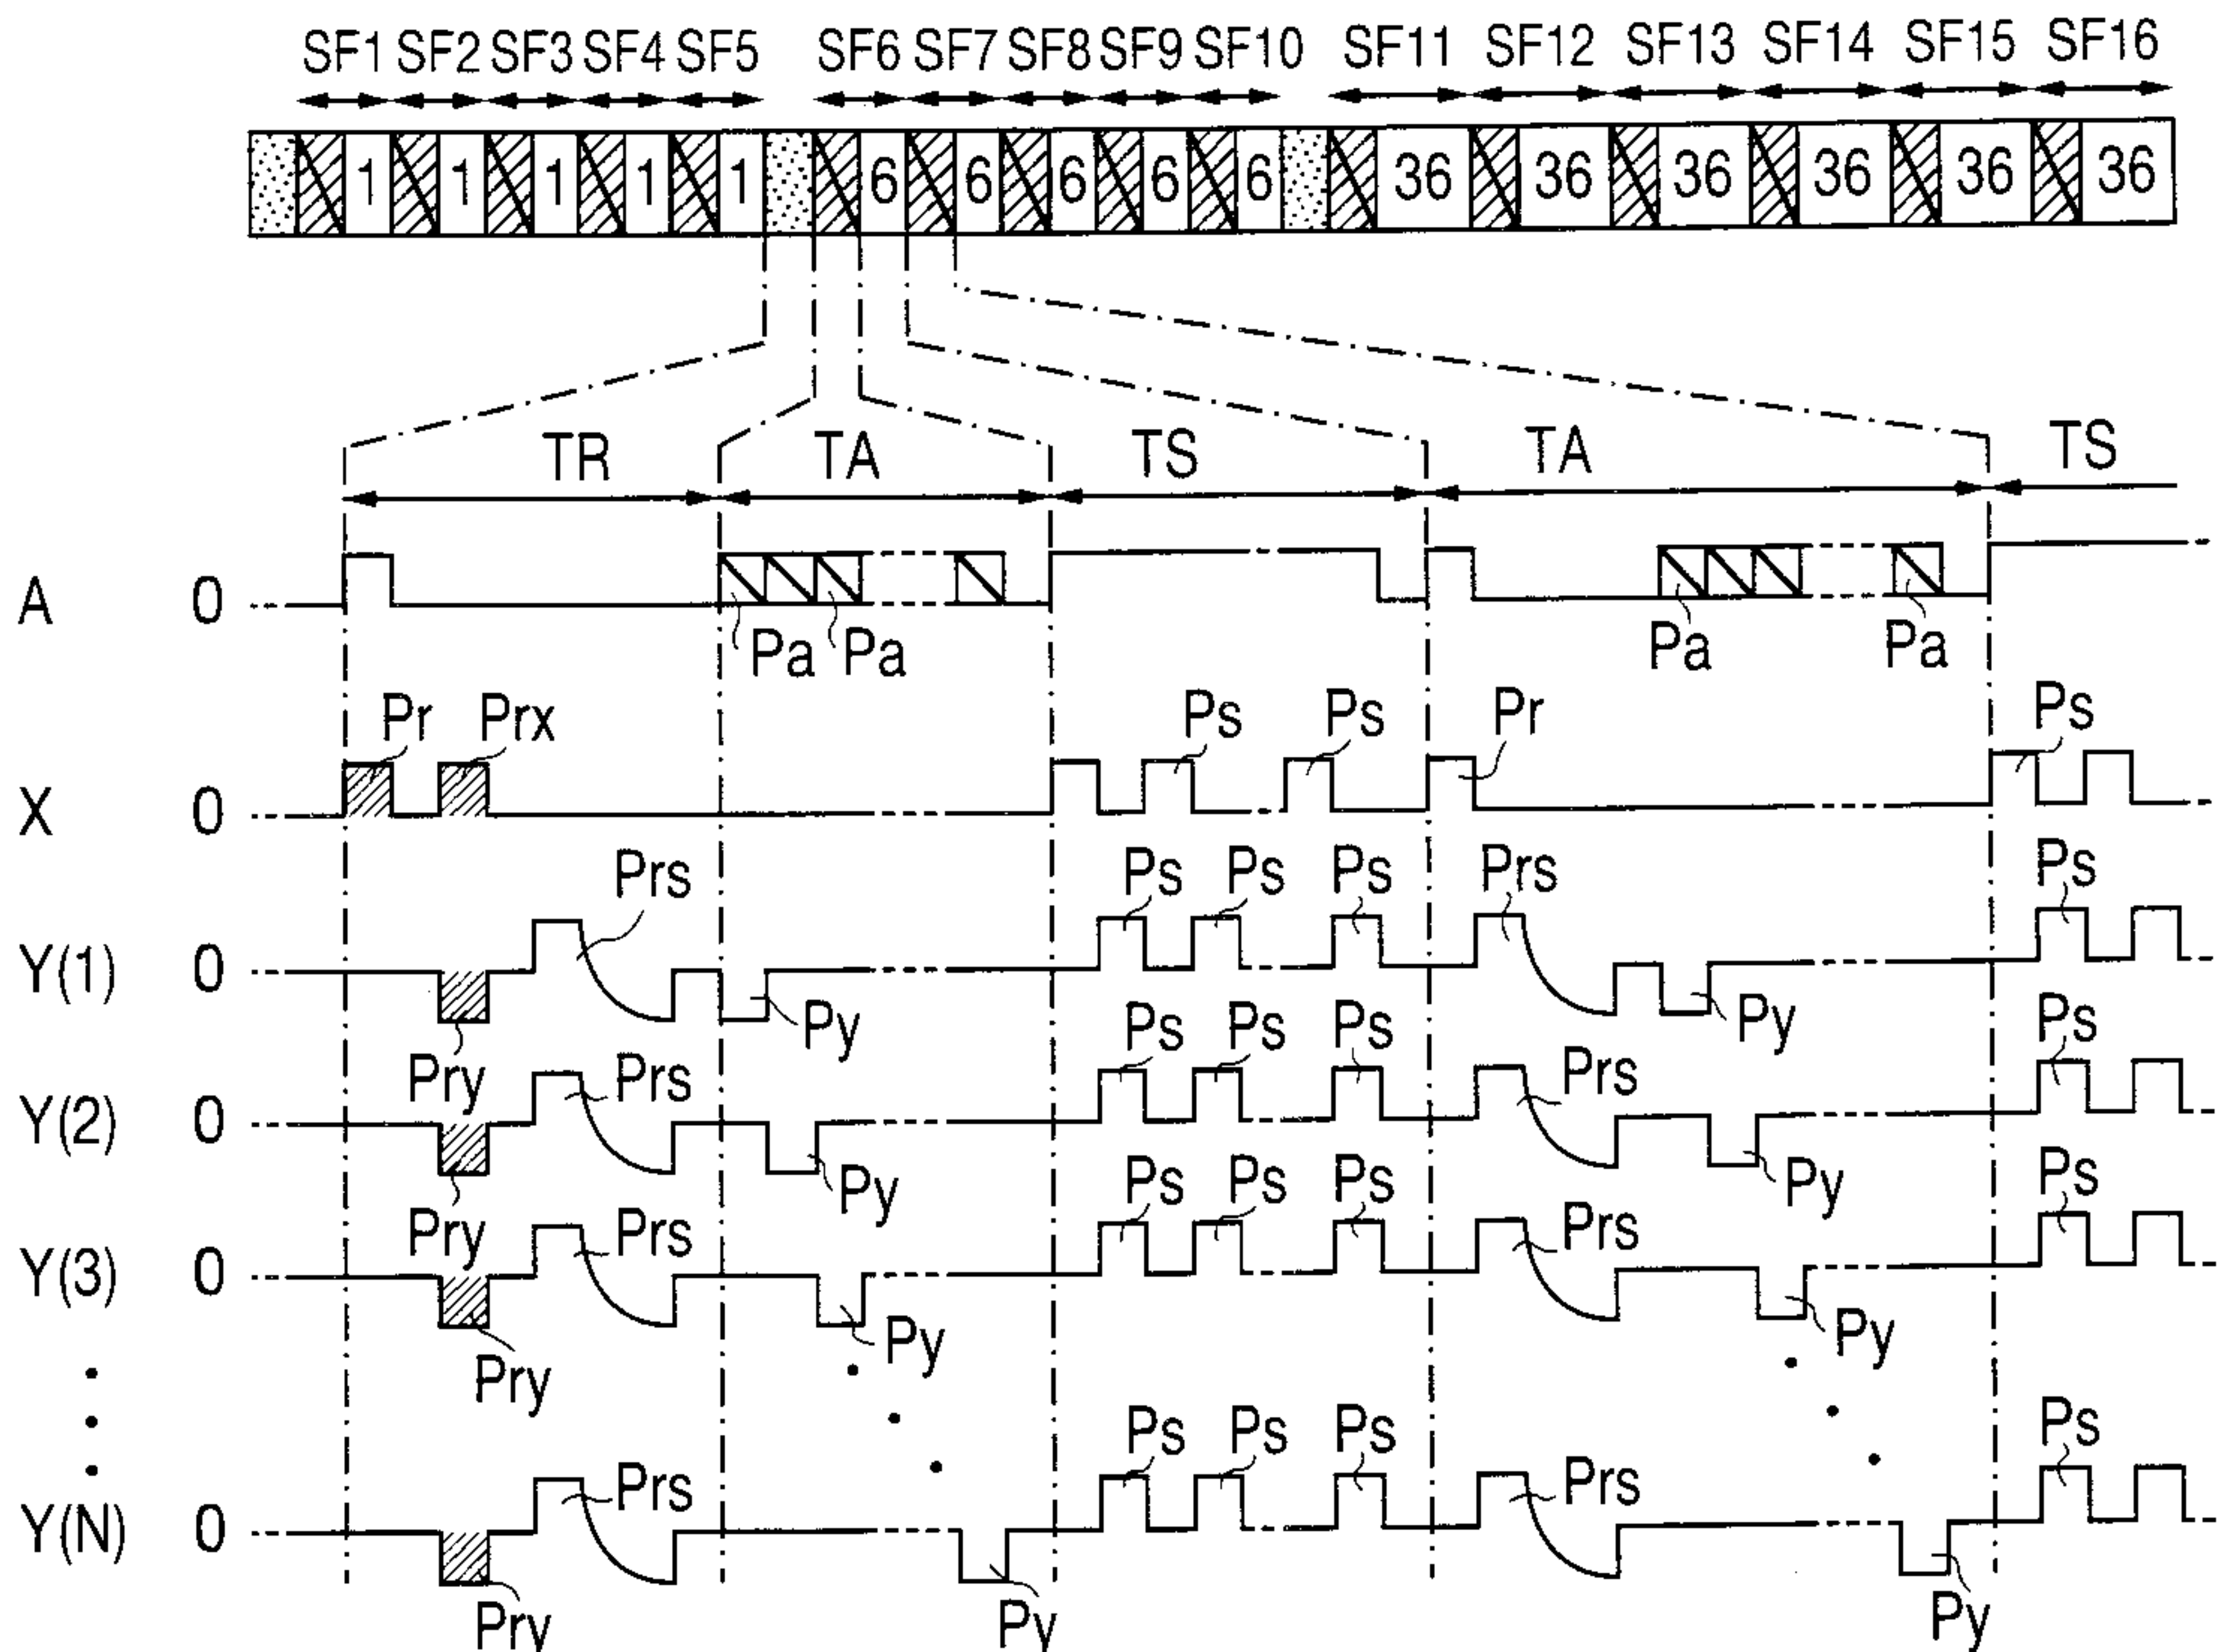 SF1 SF2 SF3 SF4 SF5 SF6 SF7 SF8 SF9 SF10 SF11 SF12 SF13 SF14 SF15 SF16
1 1 1 1 1 6 6 6 6 6 36 36 36 36 36 36
TR TA TS TA TS
A 0
Pa Pa Pa Pa
Pr Prx Ps Ps Pr Ps
X 0
Prs Ps Ps Ps Prs Ps
Y(1) 0
Pry Py Py
Prs Ps Ps Ps Prs Ps
Y(2) 0
Pry Py Py
Prs Ps Ps Ps Prs Ps
Y(3) 0
Pry Py Py
Prs Ps Ps Ps Prs Ps
Y(N) 0
Pry Py Py